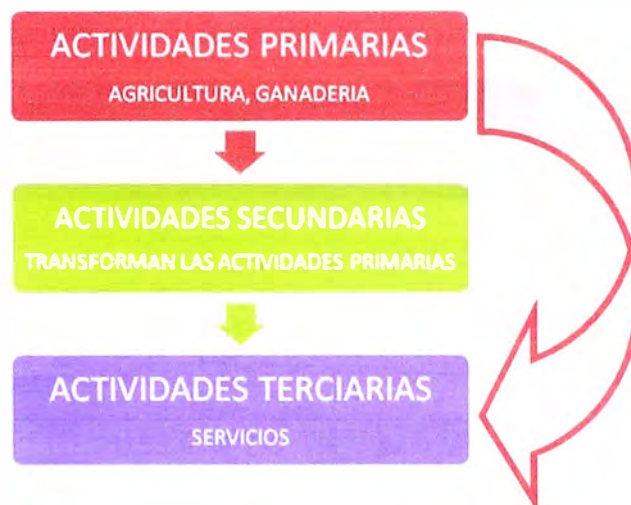 ACTIVIDADES PRIMARIAS
AGRICULTURA, GANADERIA
ACTIVIDADES SECUNDARIAS
TRANSFORMAN LAS ACTIVIDADES PRIMARIAS
ACTIVIDADES TERCIARIAS
SERVICIOS